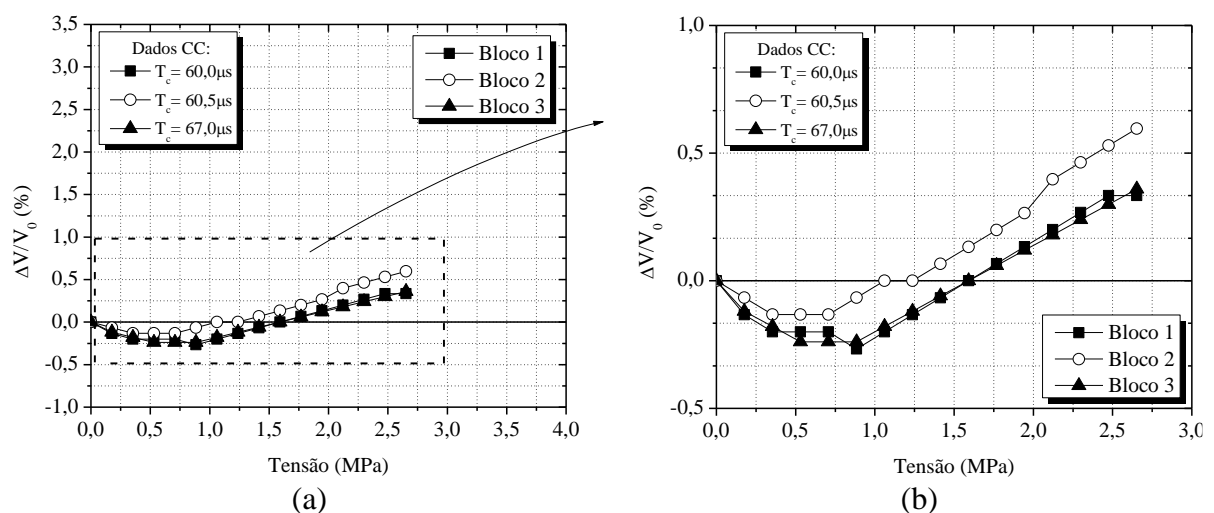 3,5
3,0
2,5
2,0
1,5
1,0
0,5
0,0
-0,5
-1,0
ΔV/V0 (%)
Dados CC:
Tc= 60,0μs
Tc= 60,5μs
Tc= 67,0μs
Bloco 1
Bloco 2
Bloco 3
0,0 0,5 1,0 1,5 2,0 2,5 3,0 3,5 4,0
Tensão (MPa)
(a)
1,0
0,5
0,0
-0,5
ΔV/V0 (%)
Dados CC:
Tc= 60,0μs
Tc= 60,5μs
Tc= 67,0μs
Bloco 1
Bloco 2
Bloco 3
0,0 0,5 1,0 1,5 2,0 2,5 3,0
Tensão (MPa)
(b)